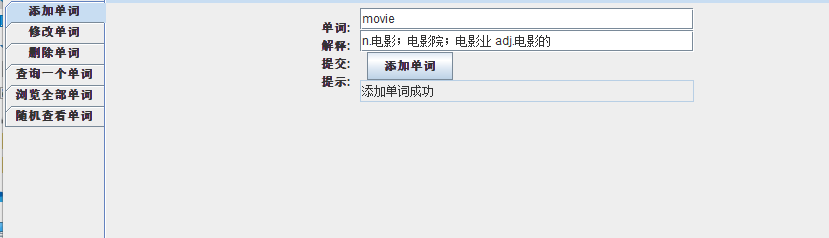 添加单词
修改单词
删除单词
查询一个单词
浏览全部单词
随机查看单词
单词: movie
解释: n.电影；电影院；电影业 adj.电影的
提交: 添加单词
提示: 添加单词成功